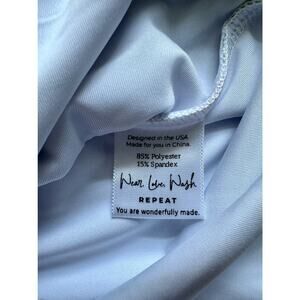 Designed in the USA
Made for you in China.
85% Polyester
15% Spandex
Wear, Love, Wash
REPEAT
You are wonderfully made.